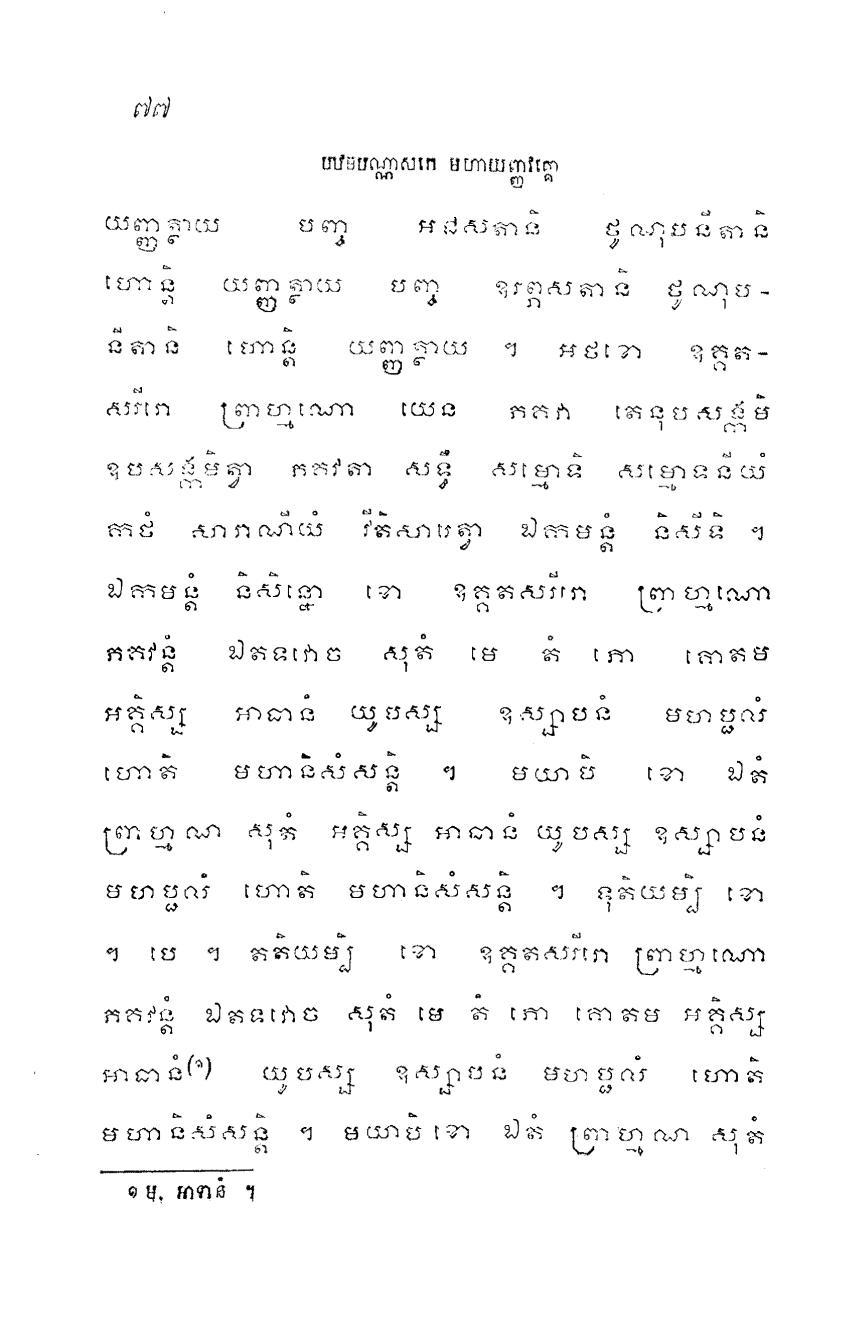 ៧៧
បឋមបណ្ណាសកេ មហាយញ្ញវគ្គោ
យញ្ញត្ថាយ បញ្ច អជសតានិ ថូណុបនីតានិ
ហោន្តិ យញ្ញត្ថាយ បញ្ច ឧរព្ភសតានិ ថូណុប-
នីតានិ ហោន្តិ យញ្ញត្ថាយ ។ អថខោ ឧគ្គត-
សរីរោ ព្រាហ្មណោ យេន ភគវា តេនុបសង្កមិ
ឧបសង្កមិត្វា ភគវតា សទ្ធឹ សម្មោទិ សម្មោទនីយំ
កថំ សារាណីយំ វីតិសារេត្វា ឯកមន្តំ និសីទិ ។
ឯកមន្តំ និសិន្នោ ខោ ឧគ្គតសរីរោ ព្រាហ្មណោ
ភគវន្តំ ឯតទវោច សុតំ មេ តំ ភោ គោតម
អគ្គិស្ស អាធានំ យូបស្ស ឧស្សាបនំ មហប្ផលំ
ហោតិ មហានិសំសន្តិ ។ មយាបិ ខោ ឯតំ
ព្រាហ្មណ សុតំ អគ្គិស្ស អាធានំ យូបស្ស ឧស្សាបនំ
មហប្ផលំ ហោតិ មហានិសំសន្តិ ។ ទុតិយម្បិ ខោ
។ បេ ។ តតិយម្បិ ខោ ឧគ្គតសរីរោ ព្រាហ្មណោ
ភគវន្តំ ឯតទវោច សុតំ មេ តំ ភោ គោតម អគ្គិស្ស
អាធានំ(១) យូបស្ស ឧស្សាបនំ មហប្ផលំ ហោតិ
មហានិសំសន្តិ ។ មយាបិ ខោ ឯតំ ព្រាហ្មណ សុតំ
១ ម. អាទានំ ។